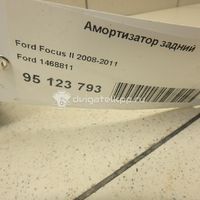 Амортизатор задний
Ford Focus II 2008-2011
Ford 1468811
95 123 793